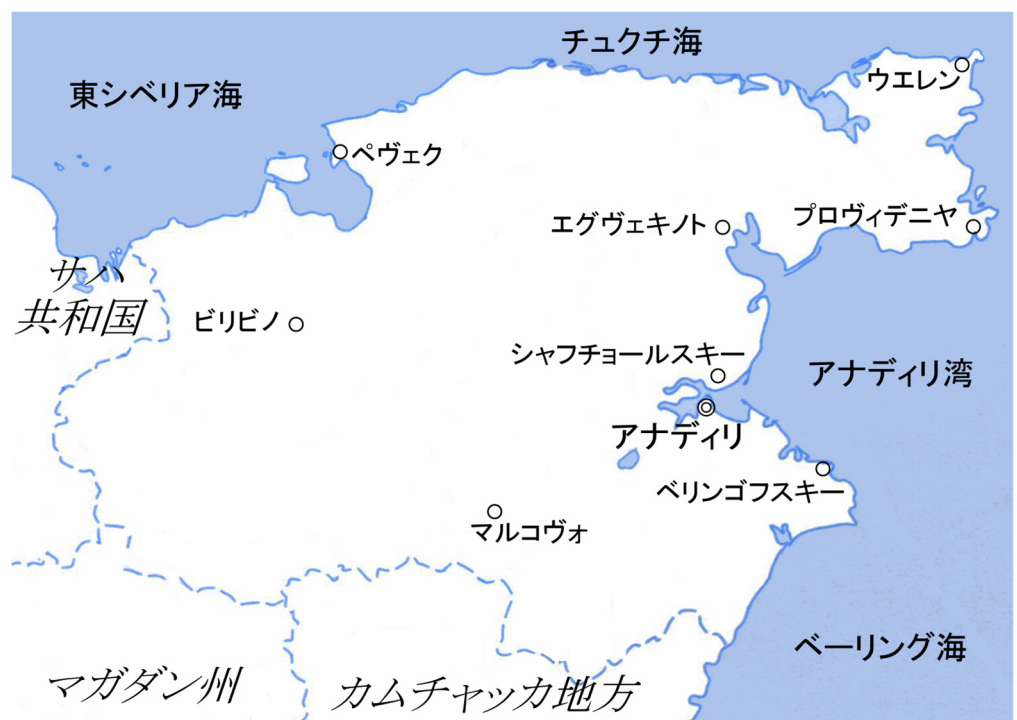 チュクチ海
ウエレン
東シベリア海
ペヴェク
プロヴィデニヤ
エグヴェキノト
サハ
共和国
ビリビノ
シャフチョールスキー
アナディリ湾
アナディリ
ベリンゴフスキー
マルコヴォ
ベーリング海
マガダン州
カムチャッカ地方